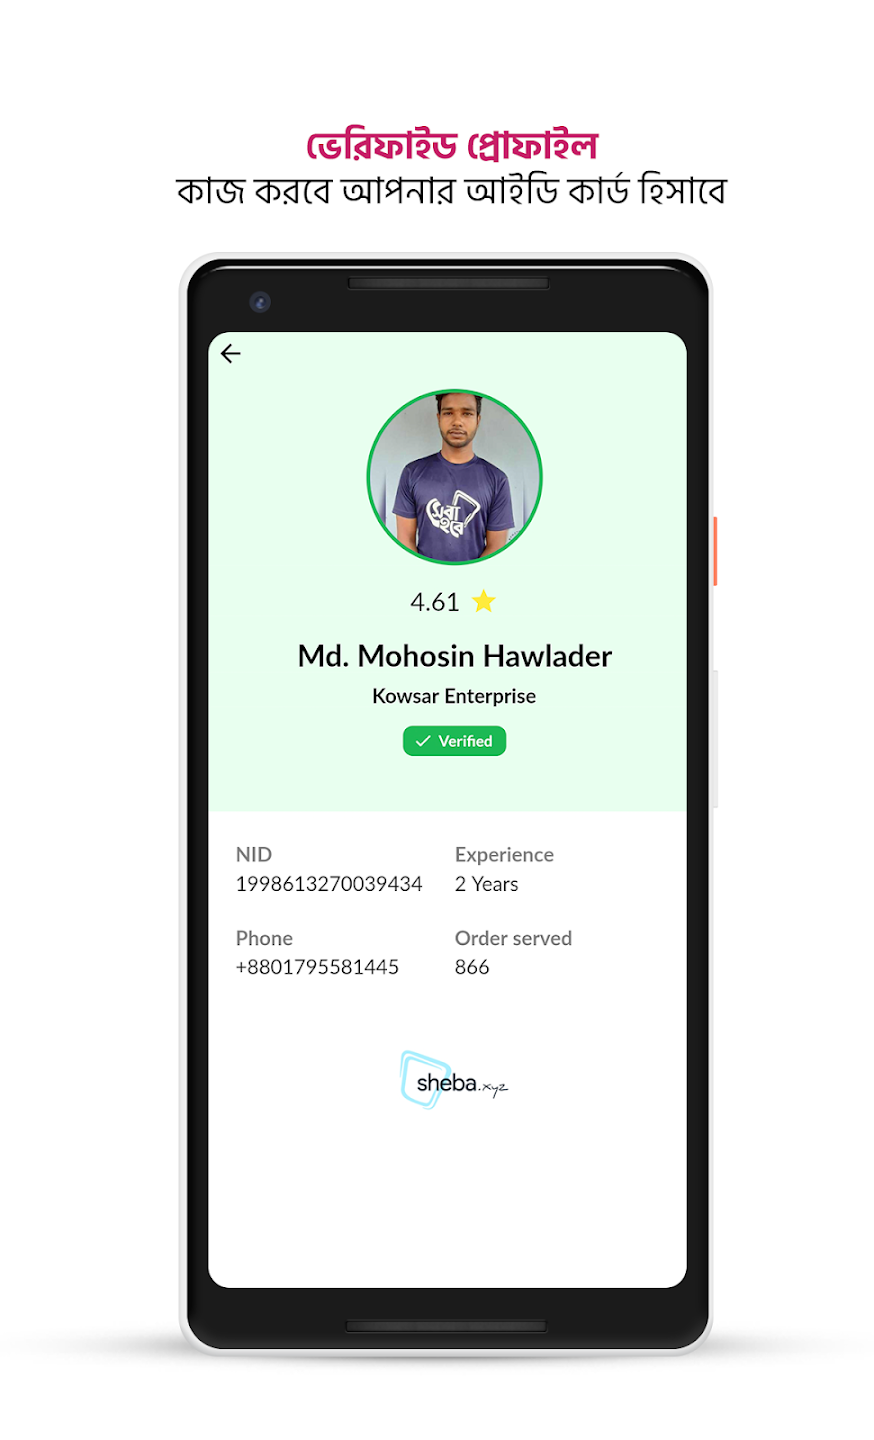 ভেরিফাইড প্রোফাইল
কাজ করবে আপনার আইডি কার্ড হিসাবে
সেবা
হবে
4.61
Md. Mohosin Hawlader
Kowsar Enterprise
Verified
NID
1998613270039434
Experience
2 Years
Phone
+8801795581445
Order served
866
sheba.xyz